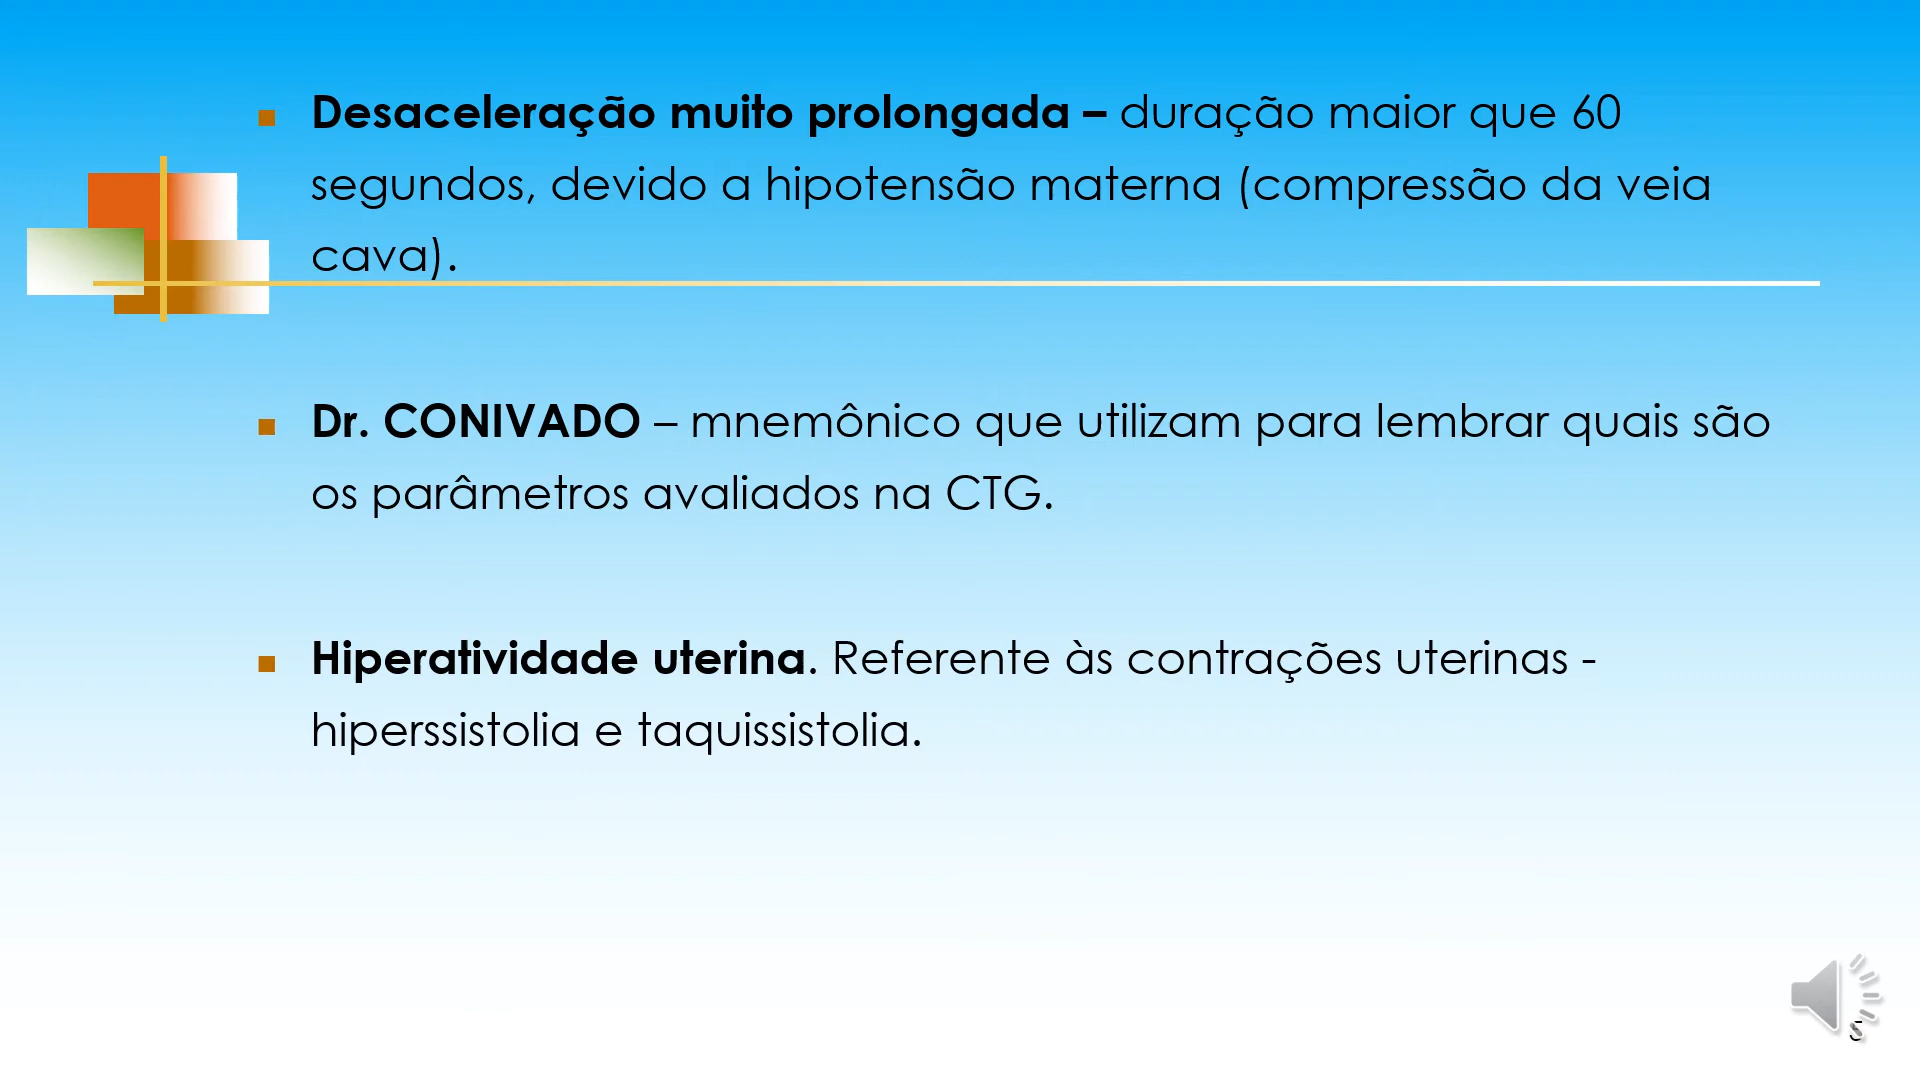 Desaceleração muito prolongada – duração maior que 60
segundos, devido a hipotensão materna (compressão da veia
cava).
Dr. CONIVADO – mnemônico que utilizam para lembrar quais são
os parâmetros avaliados na CTG.
Hiperatividade uterina. Referente às contrações uterinas -
hiperssistolia e taquissistolia.